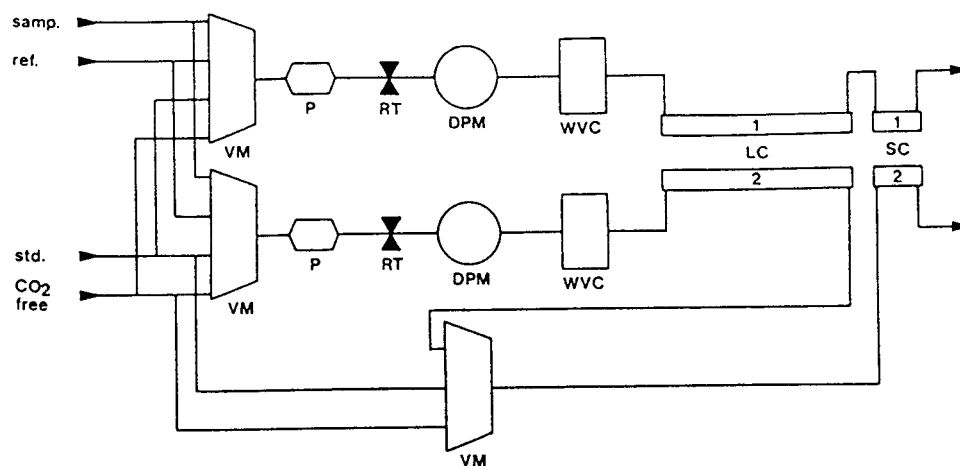 samp.
ref.
VM
P
RT
DPM
WVC
1
LC
2
1
SC
2
std.
CO2
free
VM
P
RT
DPM
WVC
VM